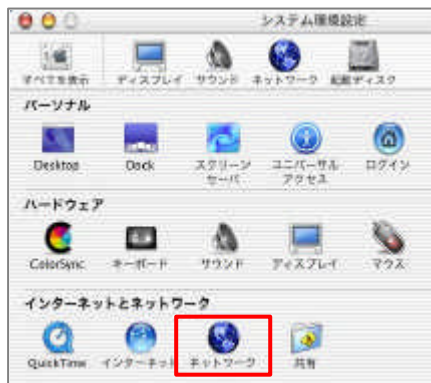 システム環境設定
すべてを表示 ディスプレイ サウンド ネットワーク 起動ディスク
パーソナル
Desktop Dock スクリーン ユニバーサル ログイン
セーバ アクセス
ハードウェア
ColorSync キーボード サウンド ディスプレイ マウス
インターネットとネットワーク
QuickTime インターネット ネットワーク 共有